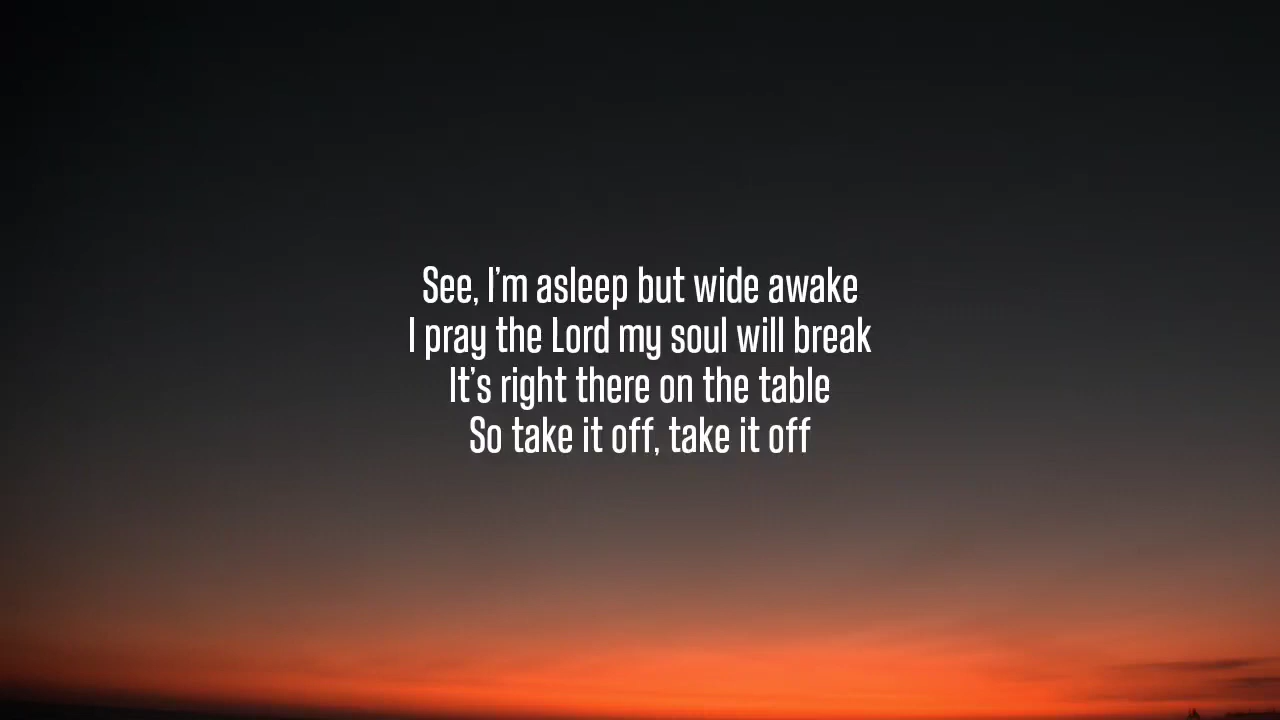 See, I'm asleep but wide awake
I pray the Lord my soul will break
It's right there on the table
So take it off, take it off